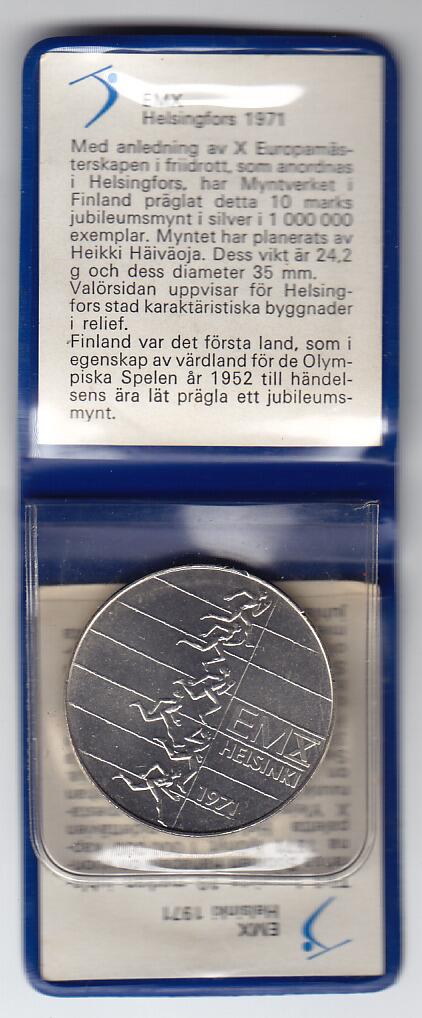 EMX
Helsingfors 1971
Med anledning av X Europamäs-
terskapen i friidrott, som anordnas
i Helsingfors, har Myntverket i
Finland präglat detta 10 marks
jubileumsmynt i silver i 1 000 000
exemplar. Myntet har planerats av
Heikki Häiväoja. Dess vikt är 24,2
g och dess diameter 35 mm.
Valörsidan uppvisar för Helsing-
fors stad karaktäristiska byggnader
i relief.
Finland var det första land, som i
egenskap av värdland för de Olym-
piska Spelen år 1952 till händel-
sens ära lät prägla ett jubileums-
mynt.
EMX
HELSINKI
1971
EMX
Helsinki 1971